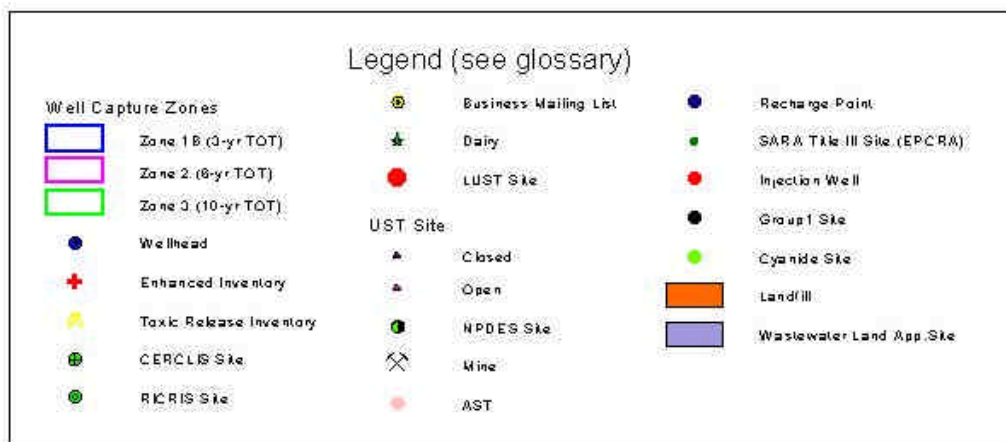 Legend (see glossary)
Well Capture Zones
Zone 1B (3-yr TOT)
Zone 2 (6-yr TOT)
Zone 3 (10-yr TOT)
Wellhead
Enhanced Inventory
Toxic Release Inventory
CERCLIS Site
RICRIS Site
Business Mailing List
Dairy
LUST Site
UST Site
Closed
Open
NPDES Site
Mine
AST
Recharge Point
SARA Title III Site (EPCRA)
Injection Well
Group1 Site
Cyanide Site
Landfill
Wastewater Land App.Site